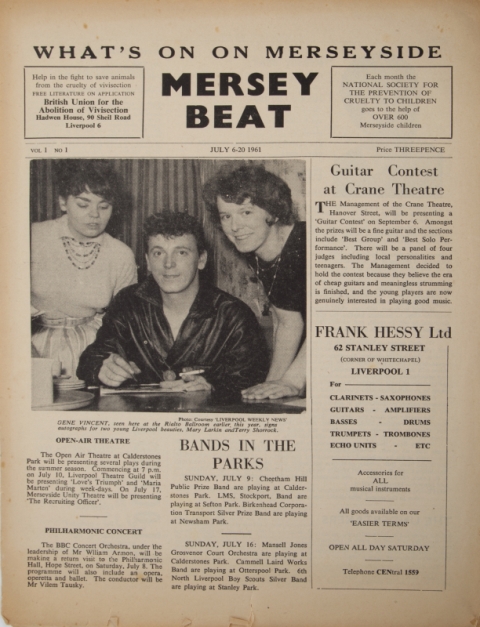 WHAT'S ON ON MERSEYSIDE
Help in the fight to save animals
from the cruelty of vivisection
FREE LITERATURE ON APPLICATION
British Union for the
Abolition of Vivisection
Hadwen House, 90 Sheil Road
Liverpool 6
MERSEY
BEAT
Each month the
NATIONAL SOCIETY FOR
THE PREVENTION OF
CRUELTY TO CHILDREN
goes to the help of
OVER 600
Merseyside children
VOL 1 NO 1
JULY 6-20 1961
Price THREEPENCE
Photo: Courtesy 'LIVERPOOL WEEKLY NEWS'
GENE VINCENT, seen here at the Rialto Ballroom earlier this year, signs
autographs for two young Liverpool beauties, Mary Larkin and Terry Shorrock.
OPEN-AIR THEATRE
The Open Air Theatre at Calderstones
Park will be presenting several plays during
the summer season. Commencing at 7 p.m.
on July 10, Liverpool Theatre Guild will
be presenting 'Love's Triumph' and 'Maria
Marten' during week-days. On July 17,
Merseyside Unity Theatre will be presenting
'The Recruiting Officer'.
PHILHARMONIC CONCERT
The BBC Concert Orchestra, under the
leadership of Mr Wiliam Armon, will be
making a return visit to the Philharmonic
Hall, Hope Street, on Saturday, July 8. The
programme will also include an opera,
operetta and ballet. The conductor will be
Mr Vilem Tausky.
BANDS IN THE
PARKS
SUNDAY, JULY 9: Cheetham Hill
Public Prize Band are playing at Calder-
stones Park. LMS, Stockport, Band are
playing at Sefton Park. Birkenhead Corpora-
tion Transport Silver Prize Band are playing
at Newsham Park.
SUNDAY, JULY 16: Maxsell Jones
Grosvenor Court Orchestra are playing at
Calderstones Park. Cammell Laird Works
Band are playing at Otterspool Park. 6th
North Liverpool Boy Scouts Silver Band
are playing at Stanley Park.
Guitar Contest
at Crane Theatre
THE Management of the Crane Theatre,
Hanover Street, will be presenting a
'Guitar Contest' on September 6. Amongst
the prizes will be a fine guitar and the sections
include 'Best Group' and 'Best Solo Per-
formance'. There will be a panel of four
judges including local personalities and
teenagers. The Management decided to
hold the contest because they believe the era
of cheap guitars and meaningless strumming
is finished, and the young players are now
genuinely interested in playing good music.
FRANK HESSY Ltd
62 STANLEY STREET
(CORNER OF WHITECHAPEL)
LIVERPOOL 1
For
CLARINETS - SAXOPHONES
GUITARS - AMPLIFIERS
BASSES - DRUMS
TRUMPETS - TROMBONES
ECHO UNITS - ETC
Accessories for
ALL
musical instruments
All goods available on our
'EASIER TERMS'
OPEN ALL DAY SATURDAY
Telephone CENtral 1559